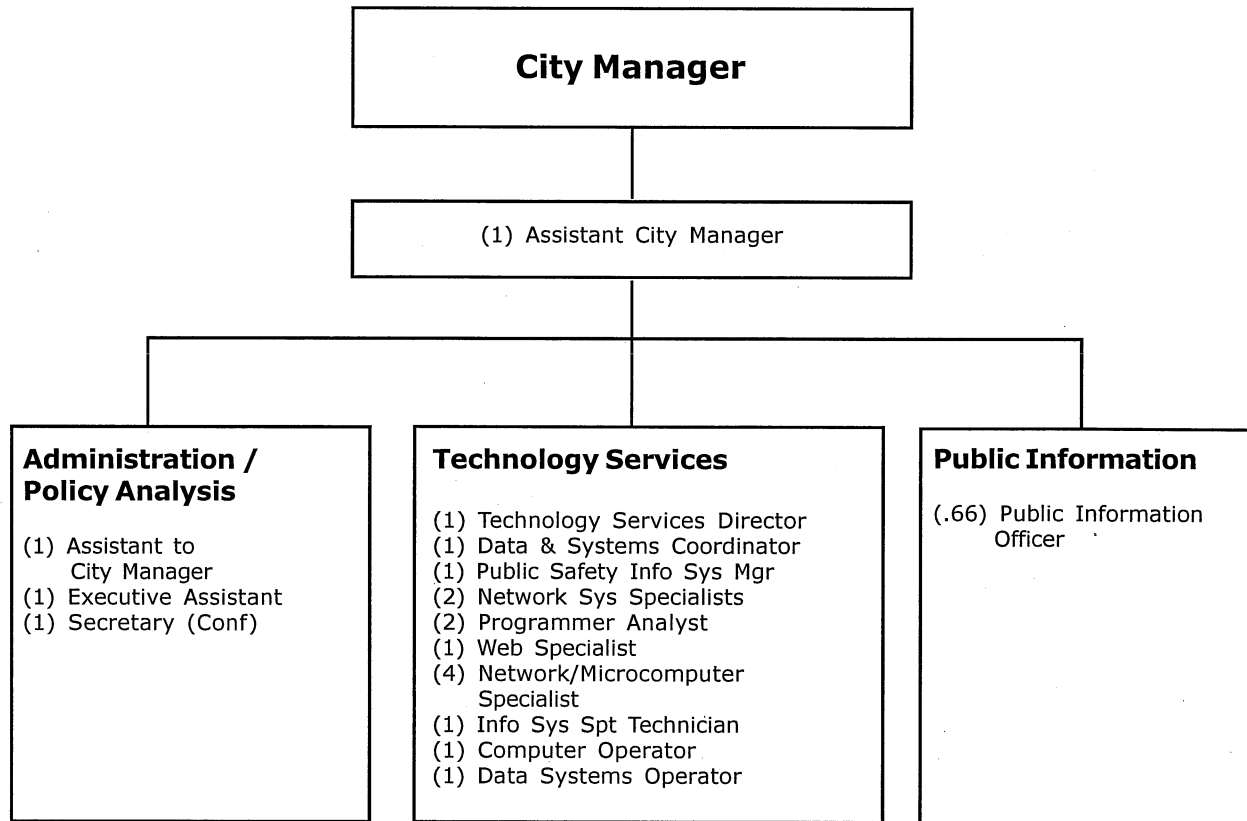 City Manager
(1) Assistant City Manager
Administration /
Policy Analysis
(1) Assistant to
City Manager
(1) Executive Assistant
(1) Secretary (Conf)
Technology Services
(1) Technology Services Director
(1) Data & Systems Coordinator
(1) Public Safety Info Sys Mgr
(2) Network Sys Specialists
(2) Programmer Analyst
(1) Web Specialist
(4) Network/Microcomputer
Specialist
(1) Info Sys Spt Technician
(1) Computer Operator
(1) Data Systems Operator
Public Information
(.66) Public Information
Officer